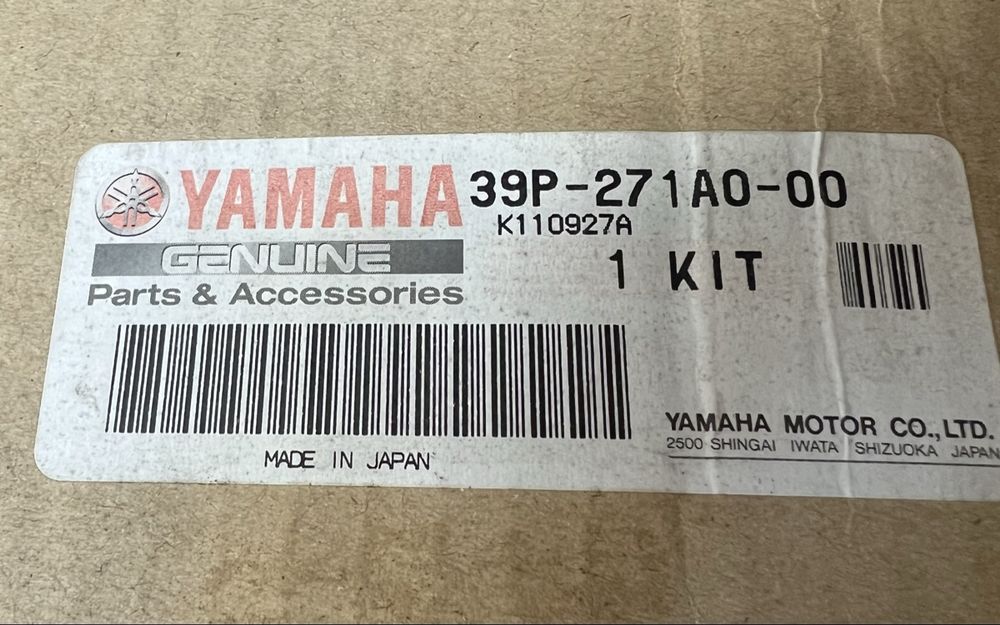 YAMAHA 39P-271A0-00
K110927A
GENUINE
1 KIT
Parts & Accessories
YAMAHA MOTOR CO.,LTD.
2500 SHINGAI IWATA SHIZUOKA JAPAN
MADE IN JAPAN